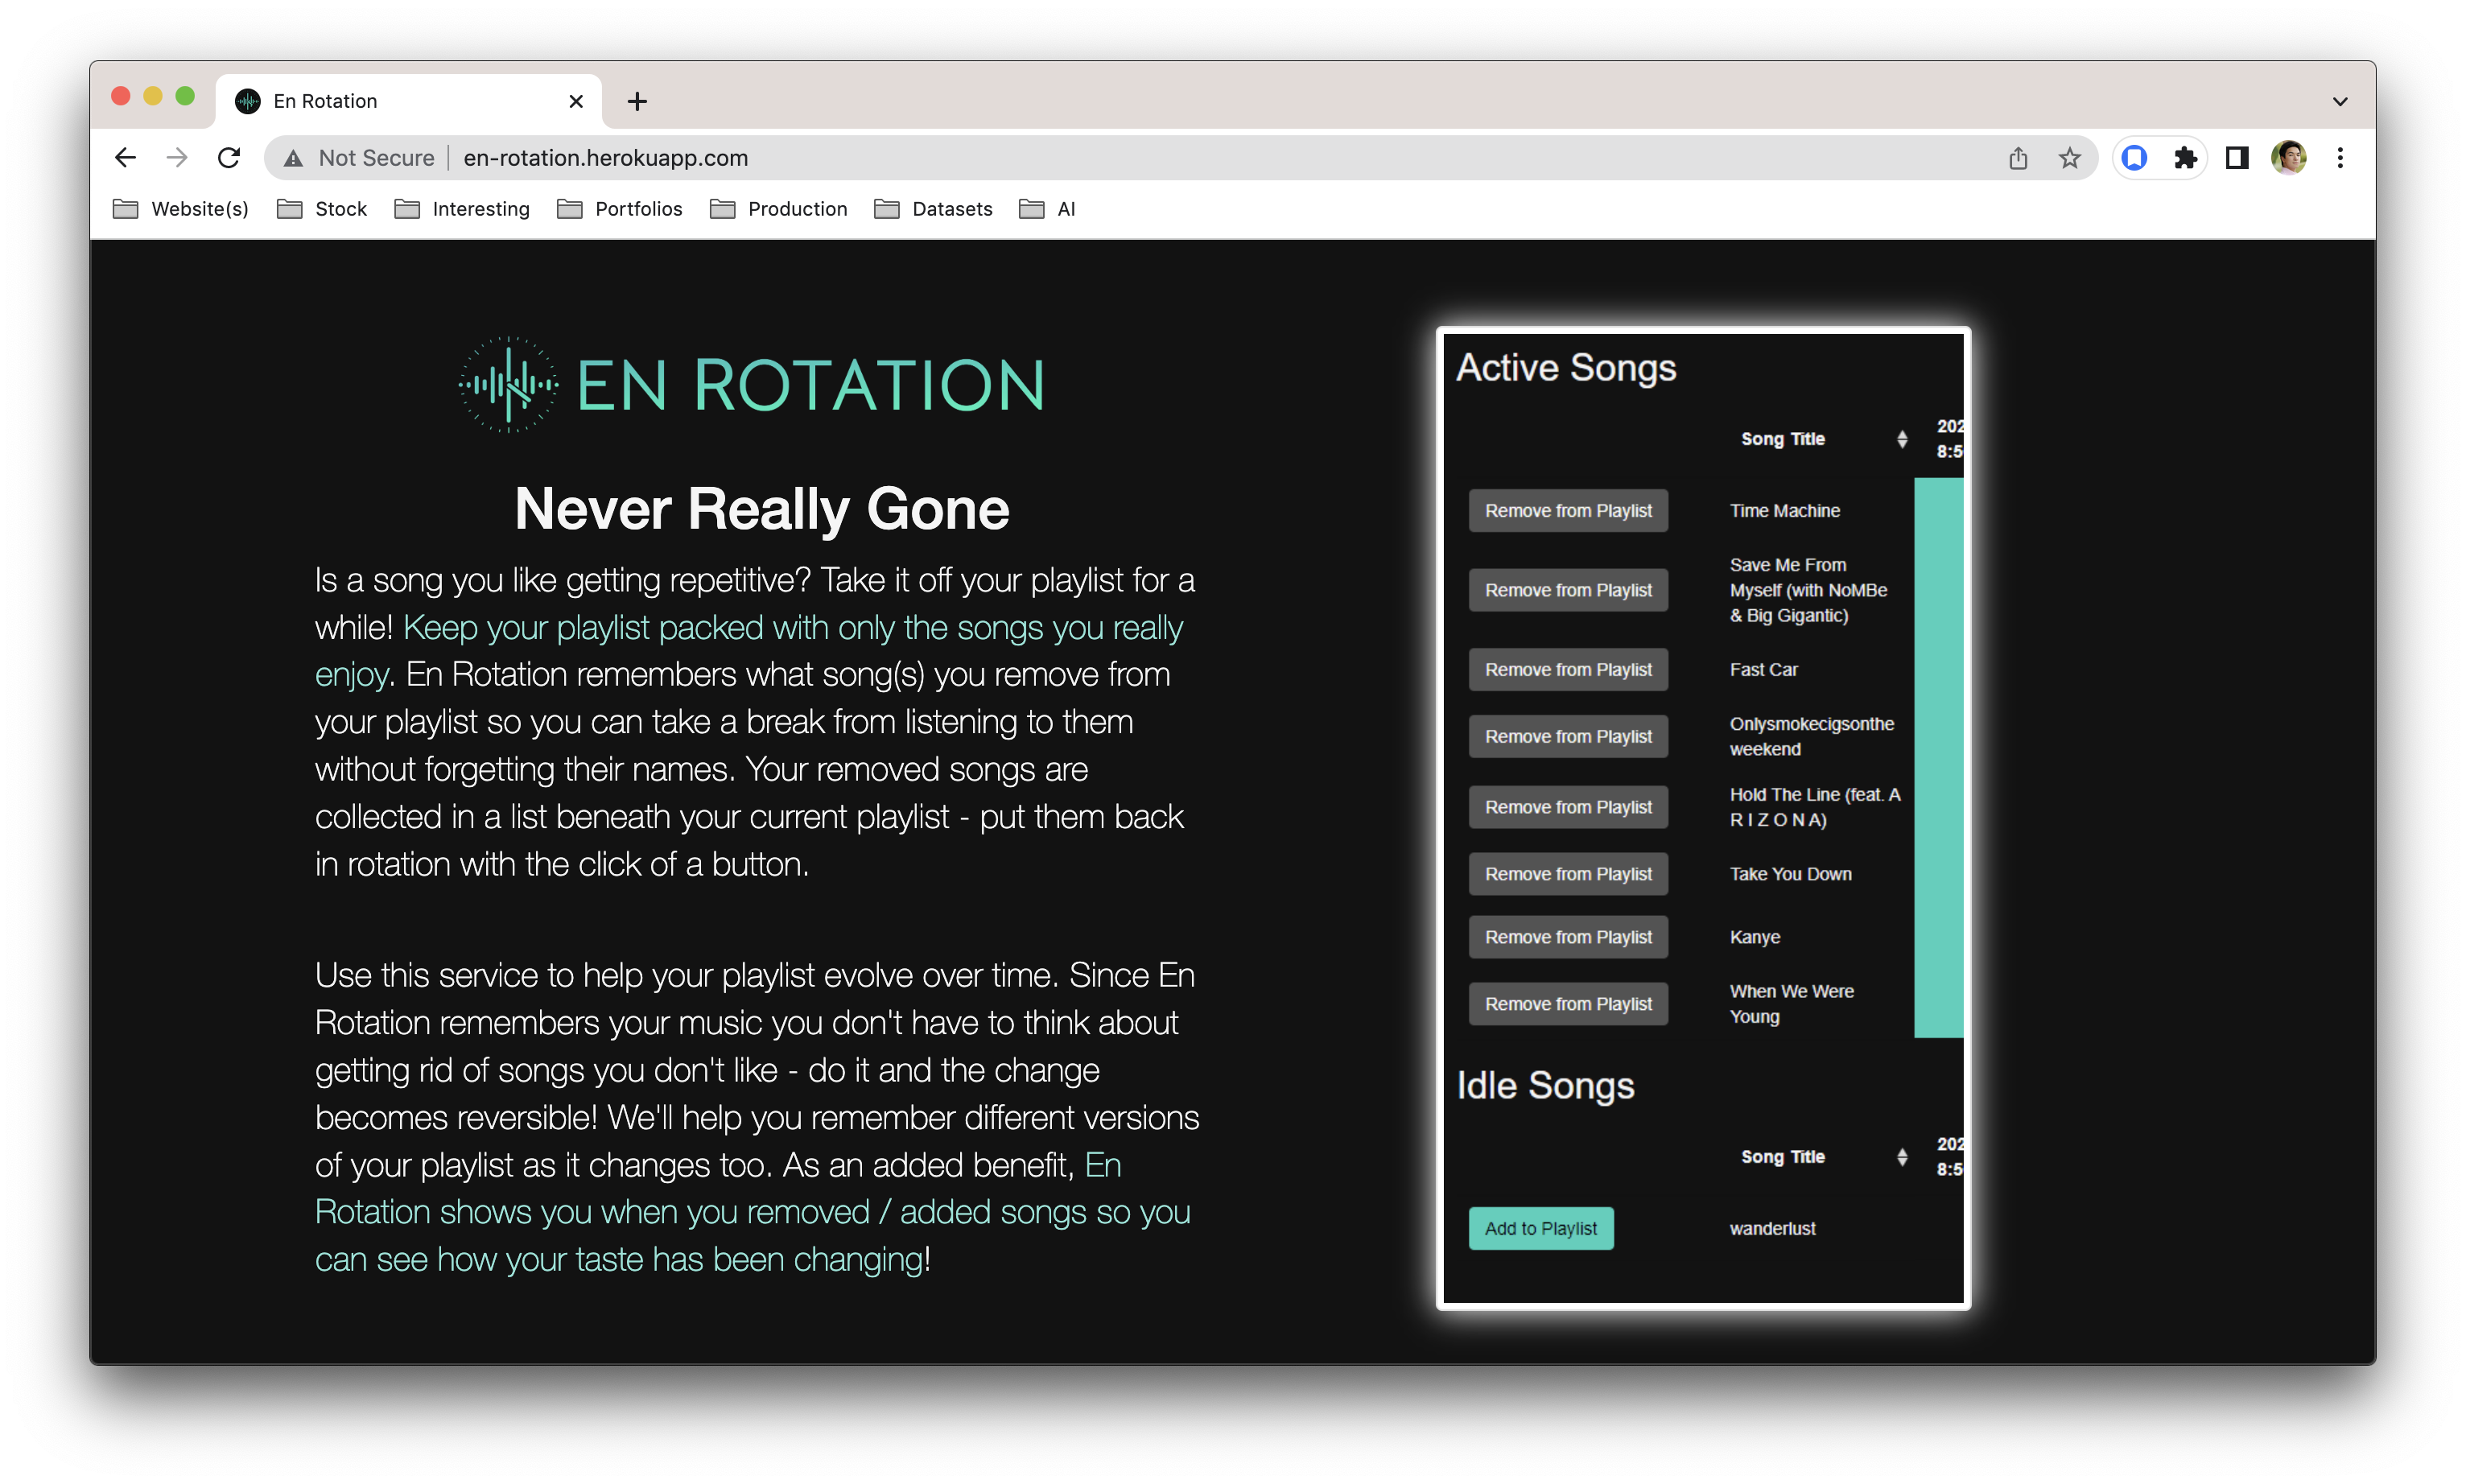 En Rotation
Not Secure
en-rotation.herokuapp.com
Website(s) Stock Interesting Portfolios Production Datasets AI
EN ROTATION
Never Really Gone
Is a song you like getting repetitive? Take it off your playlist for a
while! Keep your playlist packed with only the songs you really
enjoy. En Rotation remembers what song(s) you remove from
your playlist so you can take a break from listening to them
without forgetting their names. Your removed songs are
collected in a list beneath your current playlist - put them back
in rotation with the click of a button.
Use this service to help your playlist evolve over time. Since En
Rotation remembers your music you don't have to think about
getting rid of songs you don't like - do it and the change
becomes reversible! We'll help you remember different versions
of your playlist as it changes too. As an added benefit, En
Rotation shows you when you removed / added songs so you
can see how your taste has been changing!
Active Songs
Song Title
202
8:5
Remove from Playlist Time Machine
Save Me From
Remove from Playlist Myself (with NoMBe
& Big Gigantic)
Remove from Playlist Fast Car
Remove from Playlist Onlysmokecigsonthe
weekend
Remove from Playlist Hold The Line (feat. A
R I Z O N A)
Remove from Playlist Take You Down
Remove from Playlist Kanye
Remove from Playlist When We Were
Young
Idle Songs
Song Title
202
8:5
Add to Playlist wanderlust